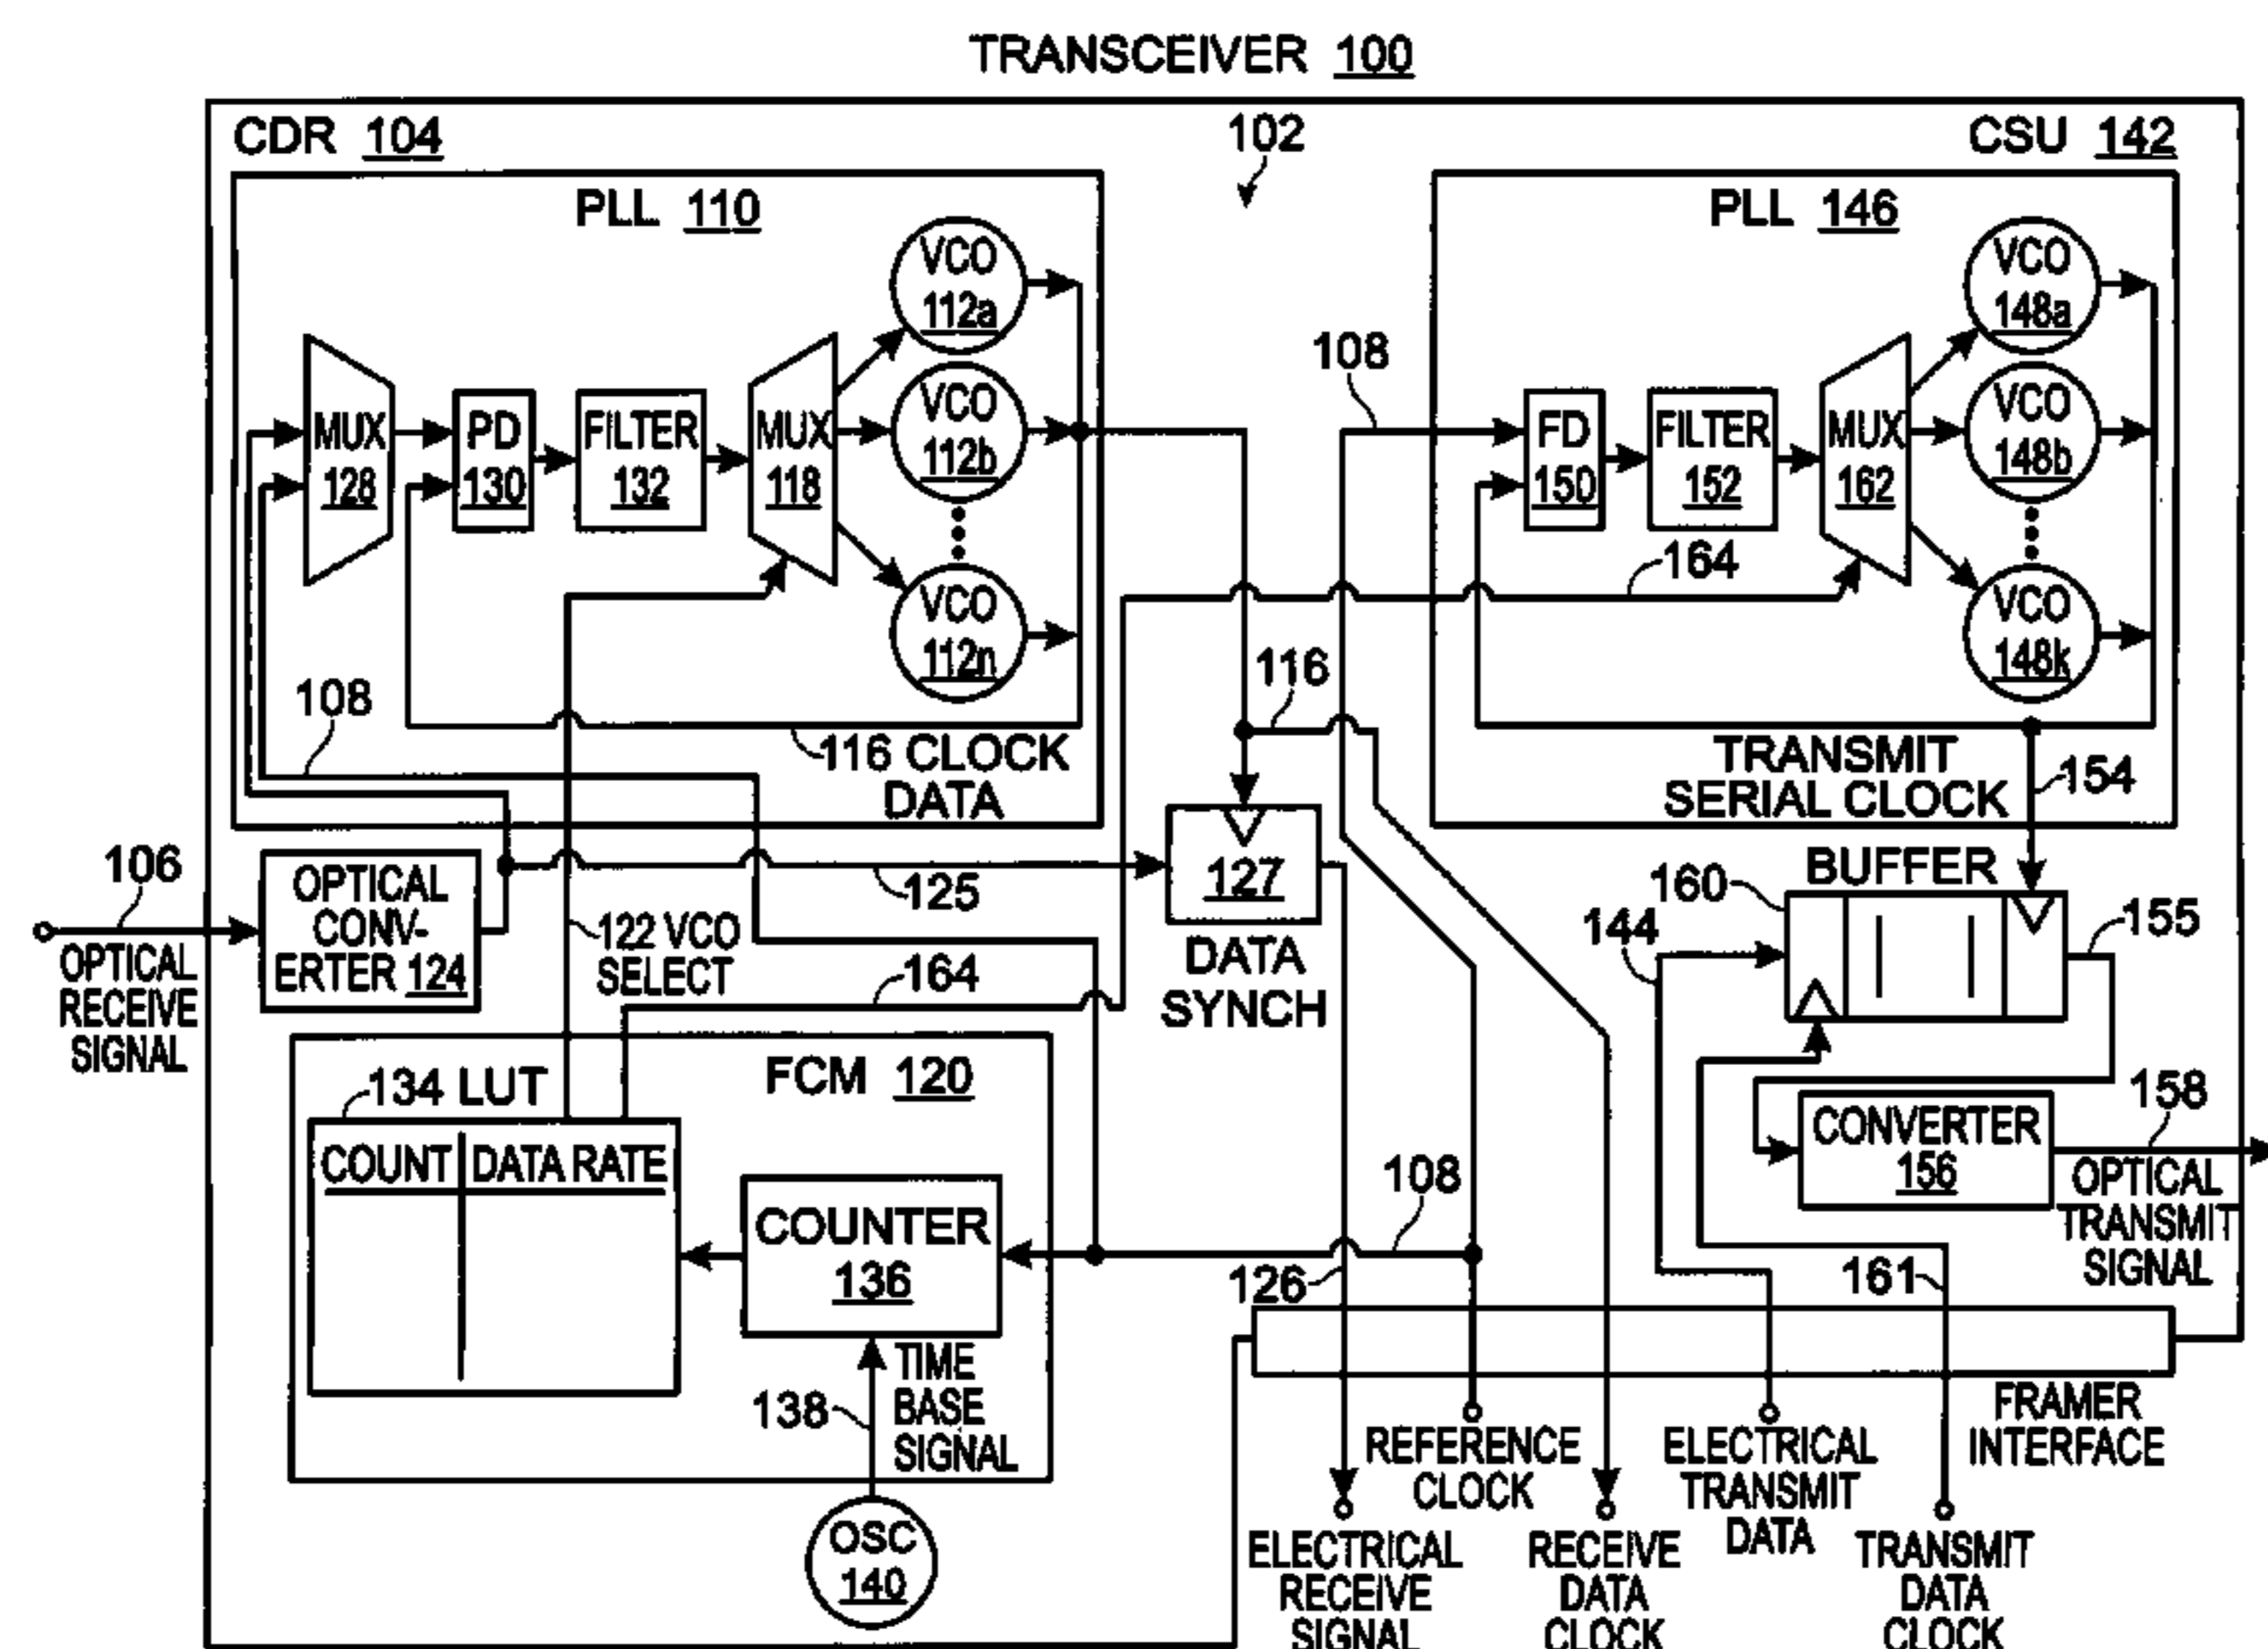 TRANSCEIVER 100
CDR 104
102
CSU 142
PLL 110
PLL 146
VCO
112a
VCO
148a
108
MUX
128
PD
130
FILTER
132
MUX
118
VCO
112b
FD
150
FILTER
152
MUX
162
VCO
148b
164
VCO
112n
VCO
148k
108
116
116 CLOCK
DATA
TRANSMIT
SERIAL CLOCK
154
106
OPTICAL
RECEIVE
SIGNAL
OPTICAL
CONV-
ERTER 124
125
127
DATA
SYNCH
122 VCO
SELECT
164
BUFFER
160
144
155
134 LUT
FCM 120
COUNT
DATA RATE
COUNTER
136
108
126
CONVERTER
156
158
OPTICAL
TRANSMIT
SIGNAL
161
138
TIME
BASE
SIGNAL
OSC
140
FRAMER
INTERFACE
REFERENCE
CLOCK
ELECTRICAL
TRANSMIT
DATA
ELECTRICAL
RECEIVE
SIGNAL
RECEIVE
DATA
CLOCK
TRANSMIT
DATA
CLOCK